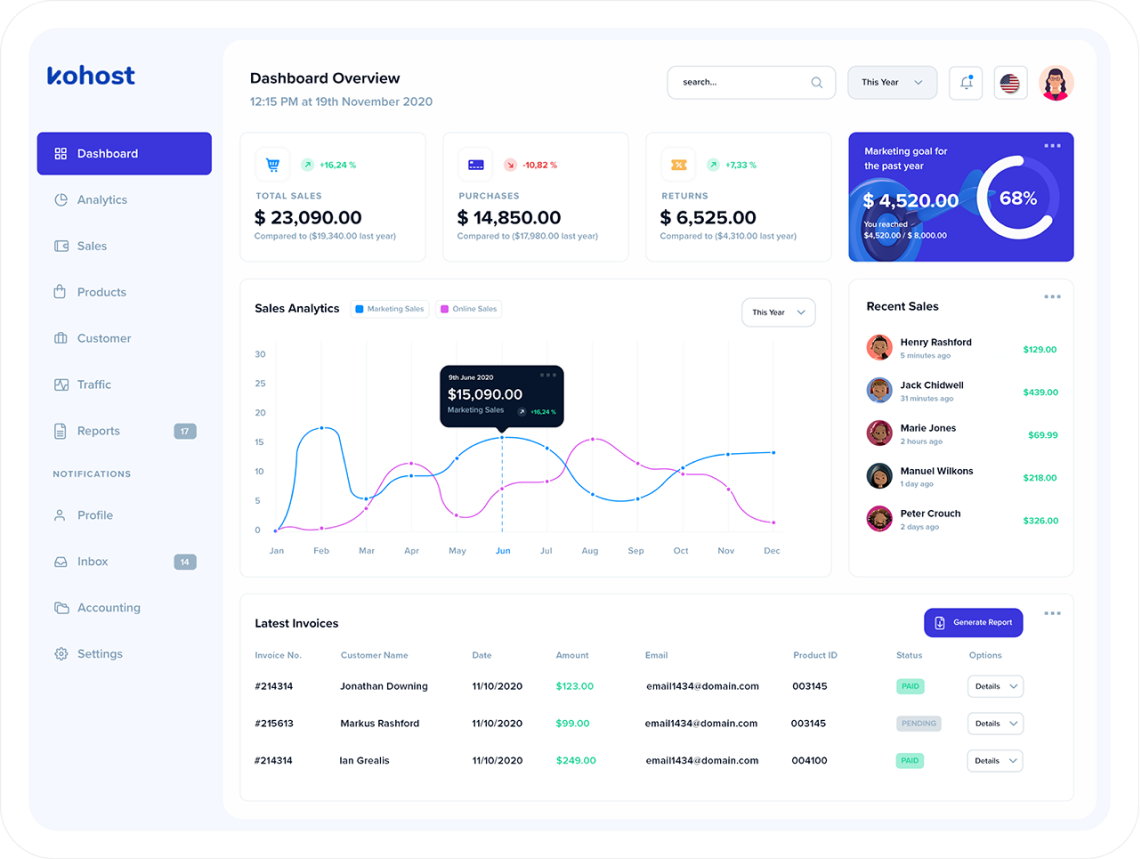 kohost
Dashboard Overview
12:15 PM at 19th November 2020
search...
This Year
Dashboard
Analytics
Sales
Products
Customer
Traffic
Reports
17
NOTIFICATIONS
Profile
Inbox
14
Accounting
Settings
+16,24 %
TOTAL SALES
$ 23,090.00
Compared to ($19,340.00 last year)
-10,82 %
PURCHASES
$ 14,850.00
Compared to ($17,980.00 last year)
+7,33 %
RETURNS
$ 6,525.00
Compared to ($4,310.00 last year)
Marketing goal for
the past year
$ 4,520.00
You reached
$4,520.00 / $ 8,000.00
68%
Sales Analytics
Marketing Sales
Online Sales
This Year
30
25
20
15
10
5
0
9th June 2020
$15,090.00
Marketing Sales
+16,24 %
Jan Feb Mar Apr May Jun Jul Aug Sep Oct Nov Dec
Recent Sales
Henry Rashford
5 minutes ago
$129.00
Jack Chidwell
31 minutes ago
$439.00
Marie Jones
2 hours ago
$69.99
Manuel Wilkons
1 day ago
$218.00
Peter Crouch
2 days ago
$326.00
Latest Invoices
Generate Report
Invoice No. Customer Name Date Amount Email Product ID Status Options
#214314 Jonathan Downing 11/10/2020 $123.00 email1434@domain.com 003145 PAID Details
#215613 Markus Rashford 11/10/2020 $99.00 email1434@domain.com 003145 PENDING Details
#214314 Ian Grealis 11/10/2020 $249.00 email1434@domain.com 004100 PAID Details